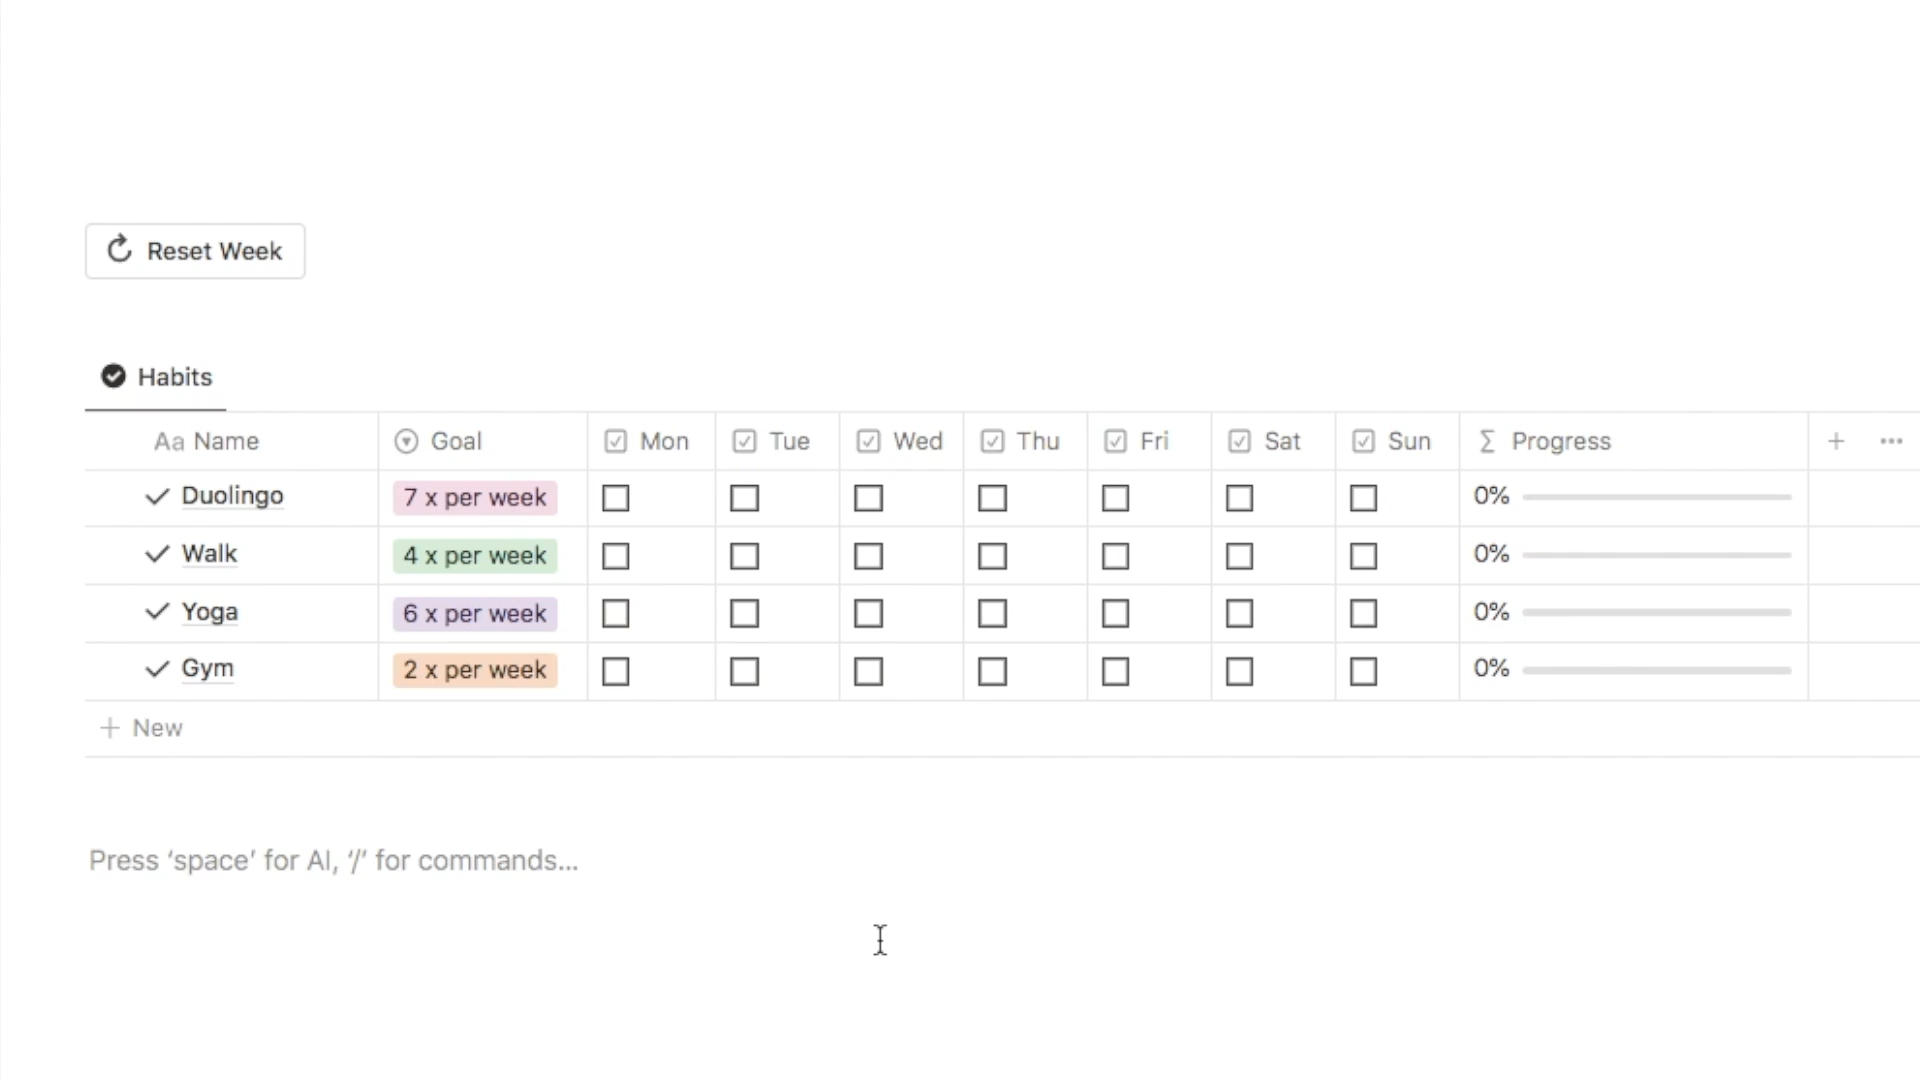 Reset Week
Habits
Aa Name Goal Mon Tue Wed Thu Fri Sat Sun Σ Progress
Duolingo 7 x per week 0%
Walk 4 x per week 0%
Yoga 6 x per week 0%
Gym 2 x per week 0%
+ New
Press ‘space’ for AI, ‘/’ for commands...